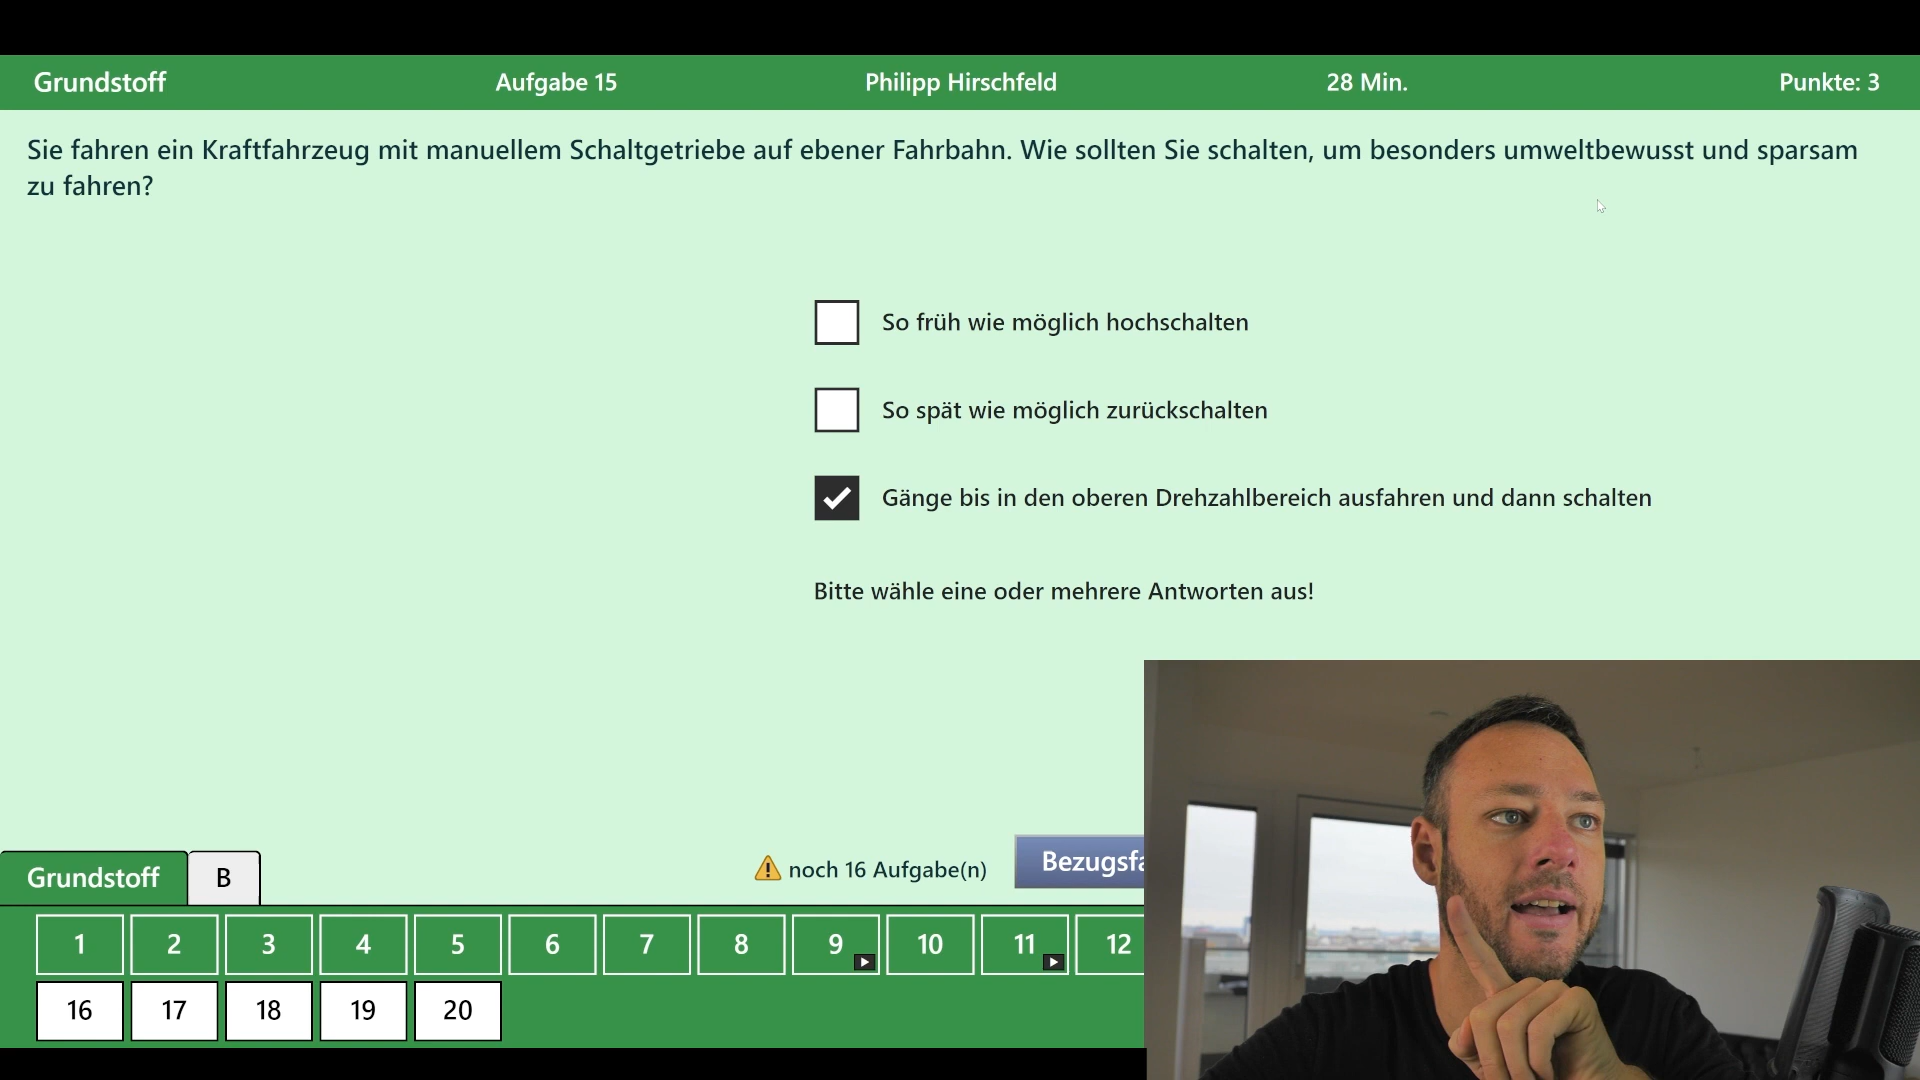 Grundstoff Aufgabe 15 Philipp Hirschfeld 28 Min. Punkte: 3
Sie fahren ein Kraftfahrzeug mit manuellem Schaltgetriebe auf ebener Fahrbahn. Wie sollten Sie schalten, um besonders umweltbewusst und sparsam
zu fahren?
So früh wie möglich hochschalten
So spät wie möglich zurückschalten
Gänge bis in den oberen Drehzahlbereich ausfahren und dann schalten
Bitte wähle eine oder mehrere Antworten aus!
Grundstoff B noch 16 Aufgabe(n)
1 2 3 4 5 6 7 8 9 10 11 12
16 17 18 19 20